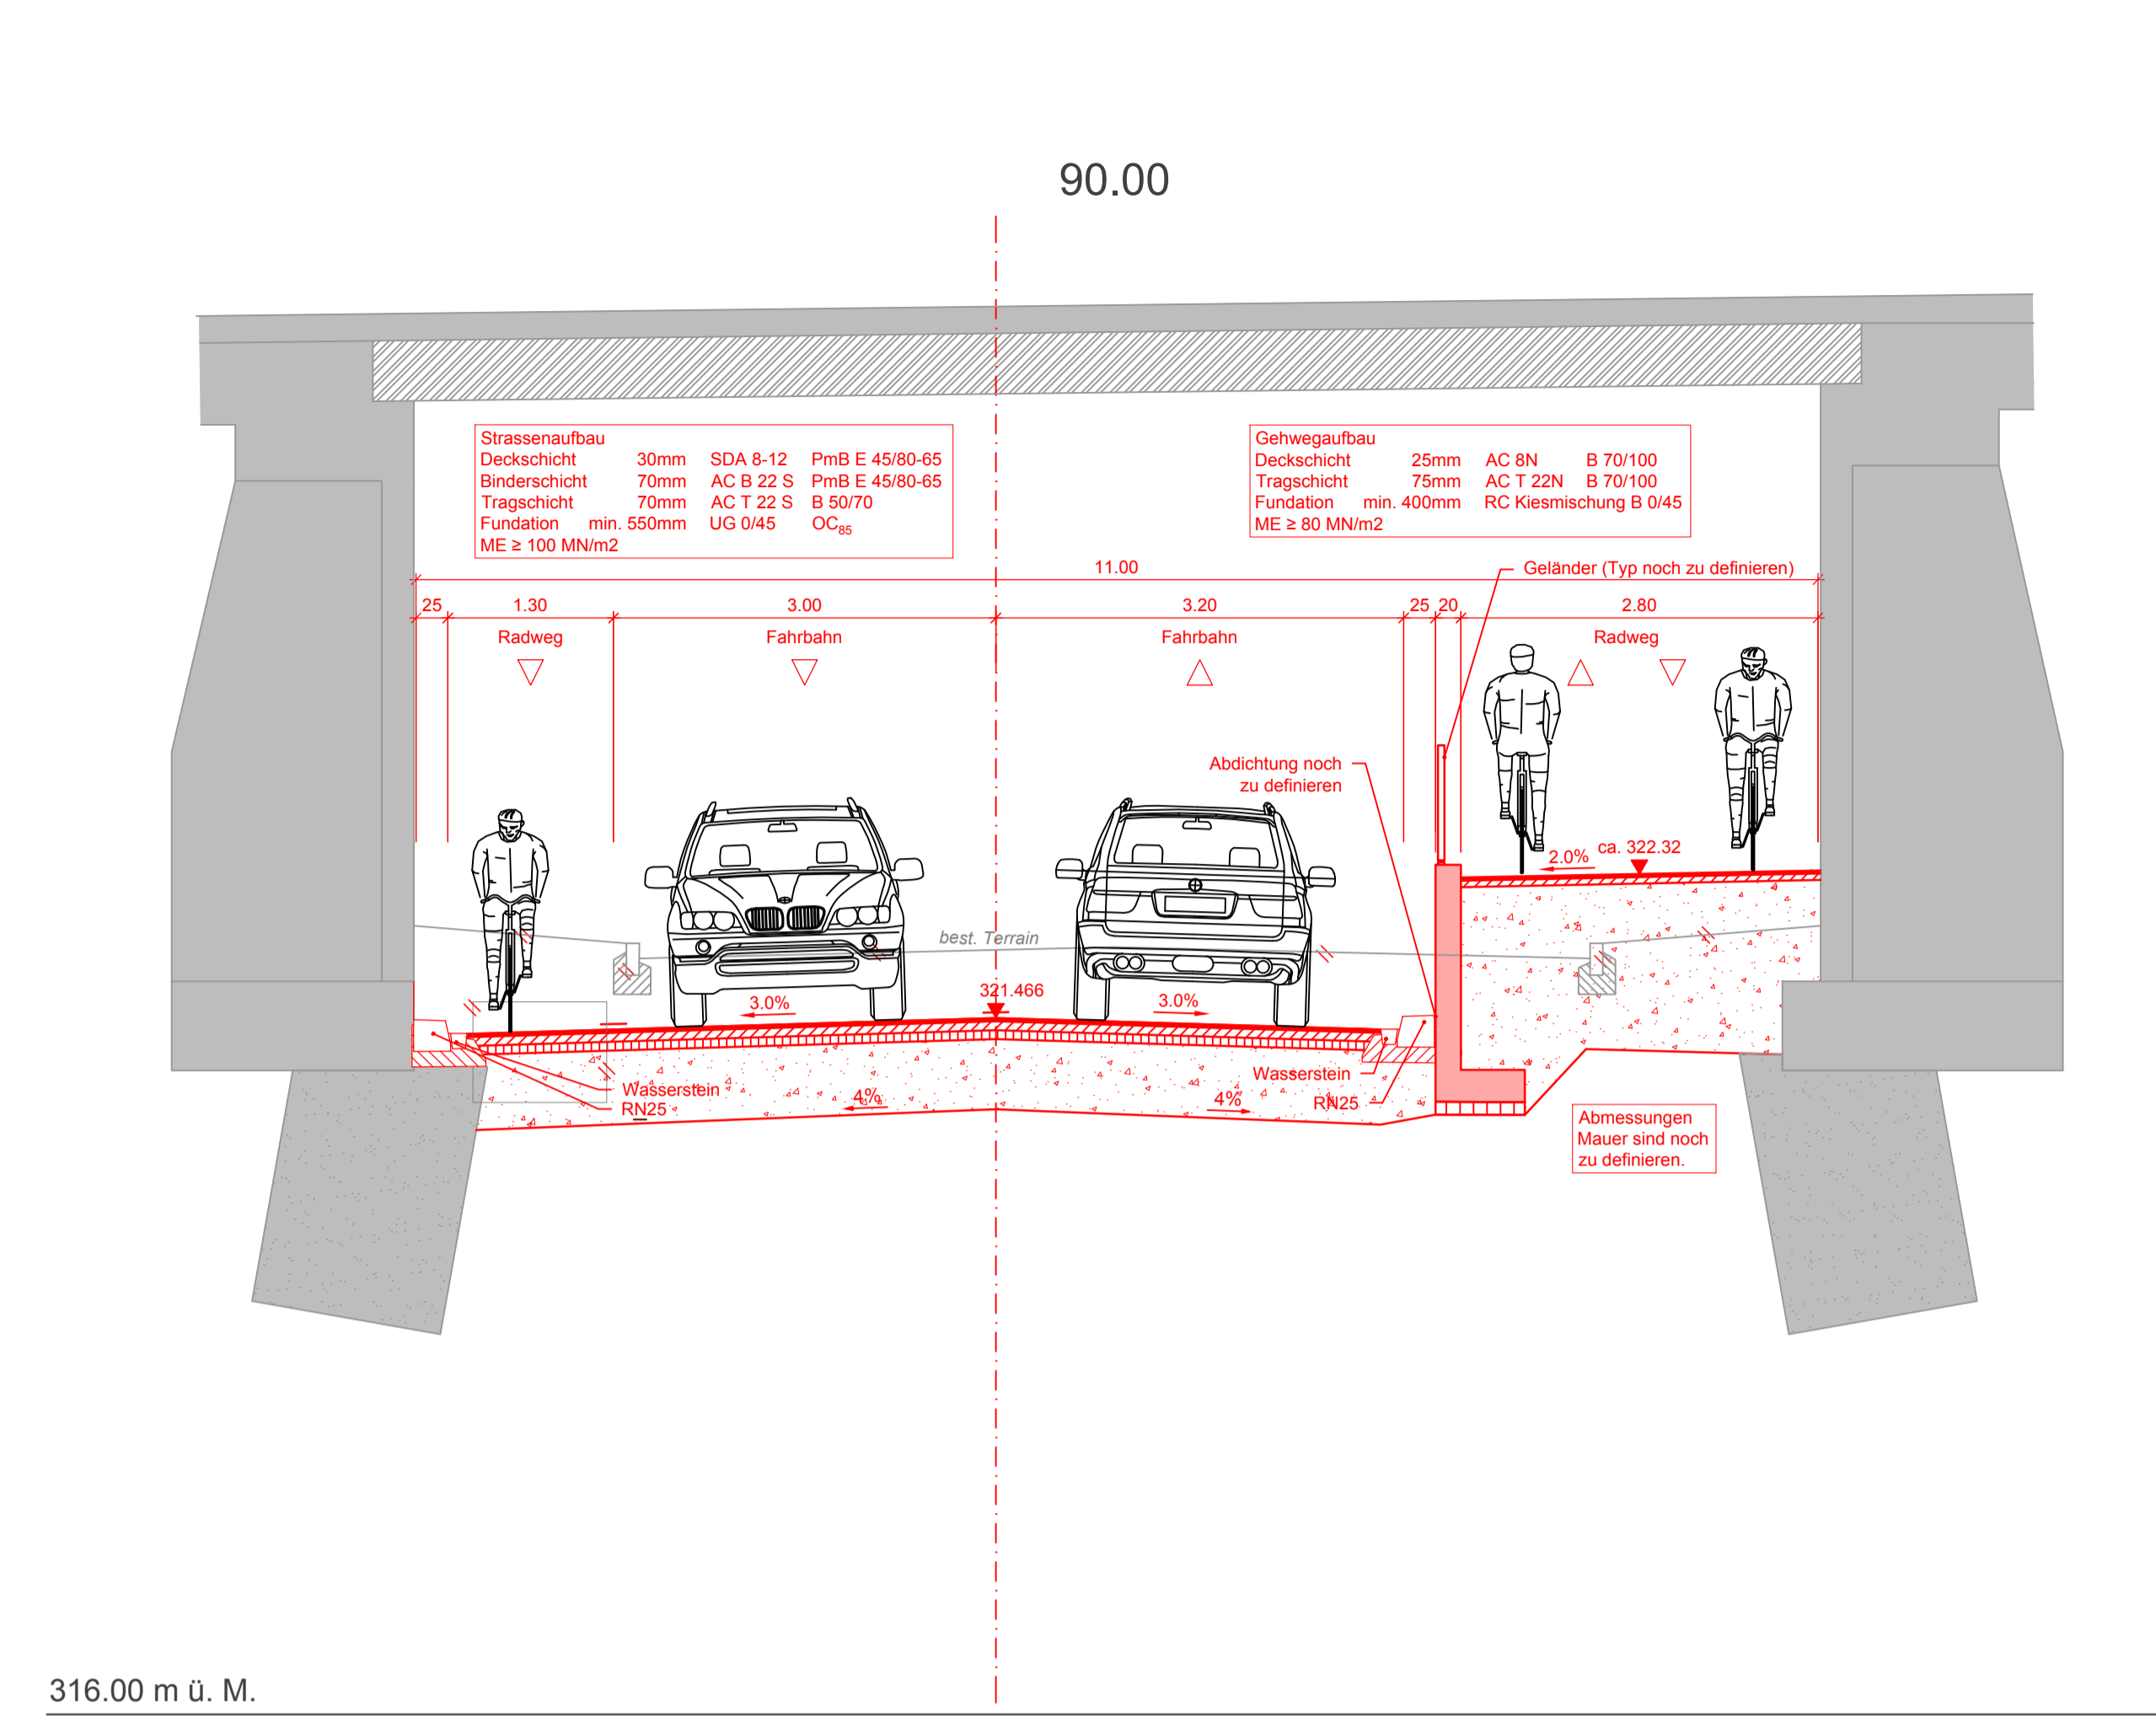 90.00
Strassenaufbau
Deckschicht 30mm SDA 8-12 PmB E 45/80-65
Binderschicht 70mm AC B 22 S PmB E 45/80-65
Tragschicht 70mm AC T 22 S B 50/70
Fundation min. 550mm UG 0/45 OC85
ME ≥ 100 MN/m2
Gehwegaufbau
Deckschicht 25mm AC 8N B 70/100
Tragschicht 75mm AC T 22N B 70/100
Fundation min. 400mm RC Kiesmischung B 0/45
ME ≥ 80 MN/m2
11.00
Geländer (Typ noch zu definieren)
25 1.30 3.00 3.20 25 20 2.80
Radweg Fahrbahn Fahrbahn Radweg
Abdichtung noch
zu definieren
2.0% ca. 322.32
best. Terrain
3.0% 321.466 3.0%
Wasserstein
RN25
4% 4%
Wasserstein
RN25
Abmessungen
Mauer sind noch
zu definieren.
316.00 m ü. M.